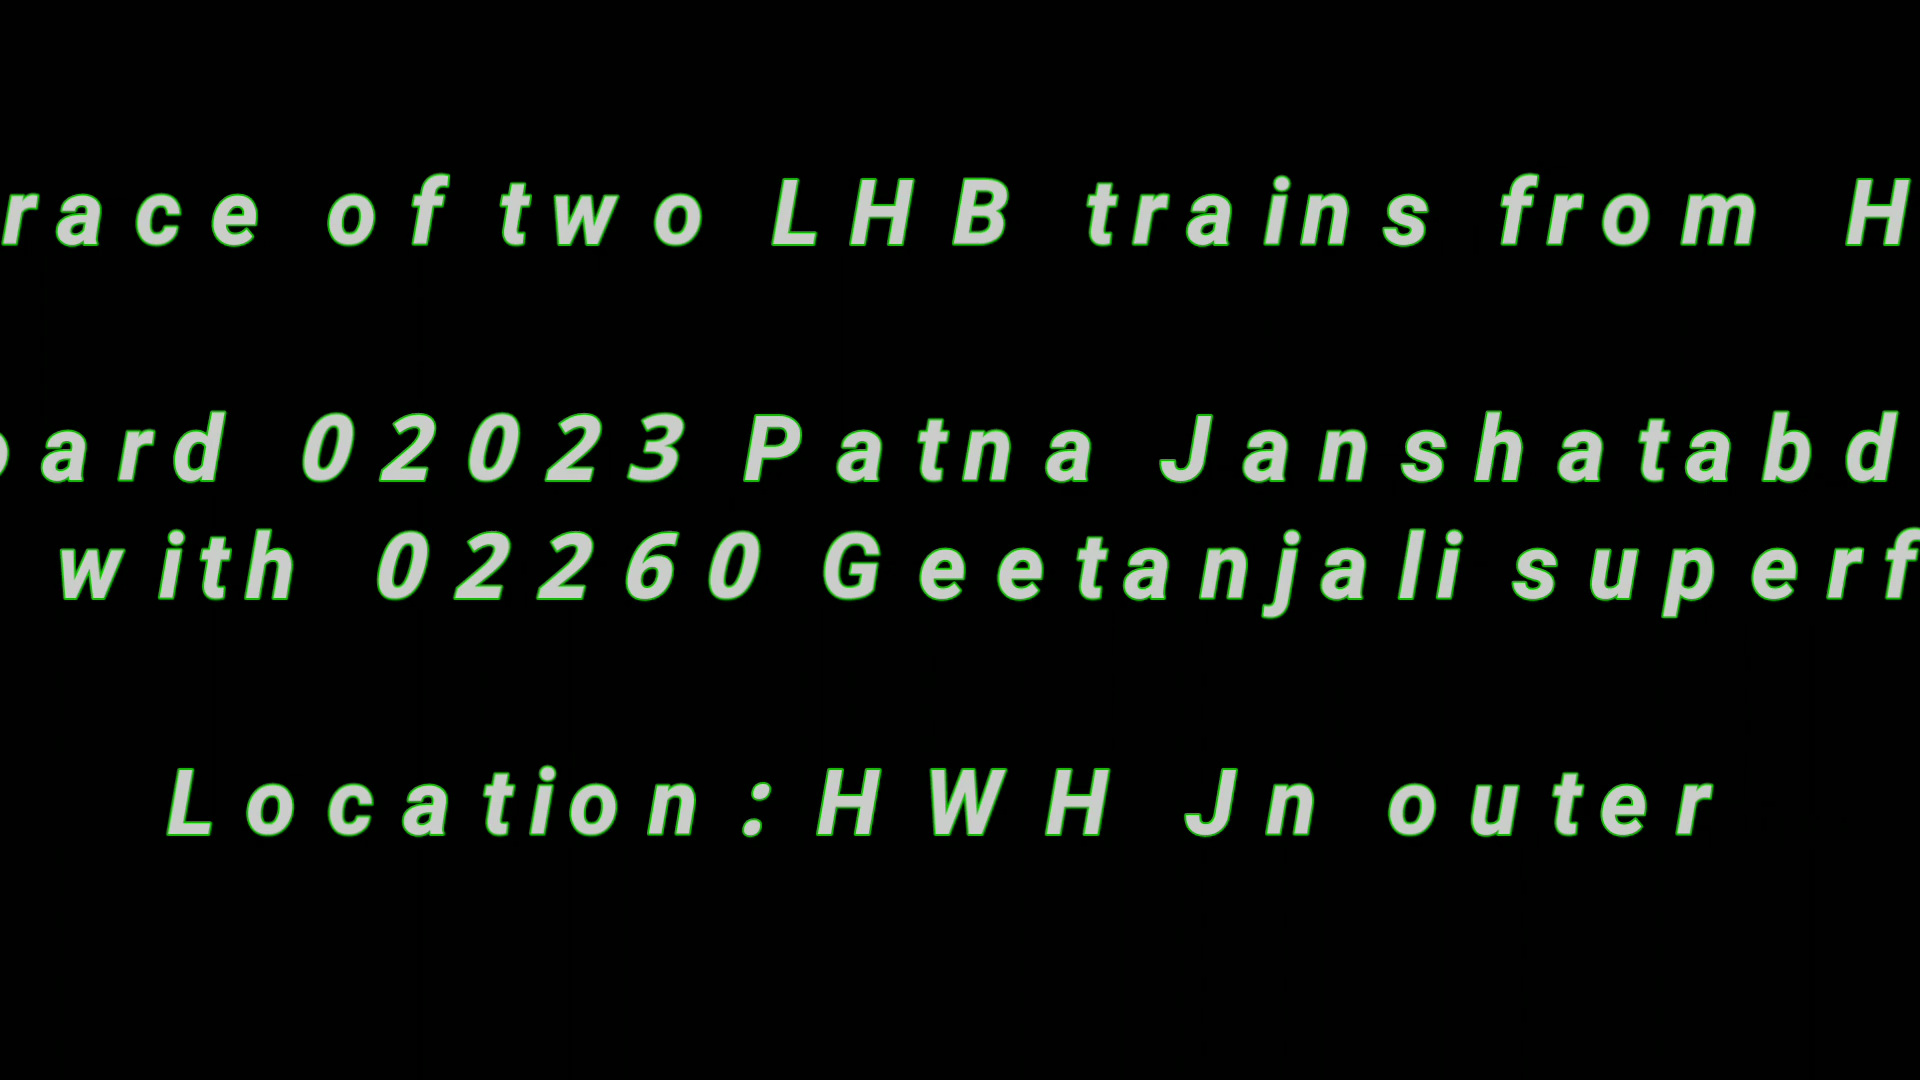 race of two LHB trains from H
ard 02023 Patna Janshatabd
with 02260 Geetanjali superf
Location : HWH Jn outer